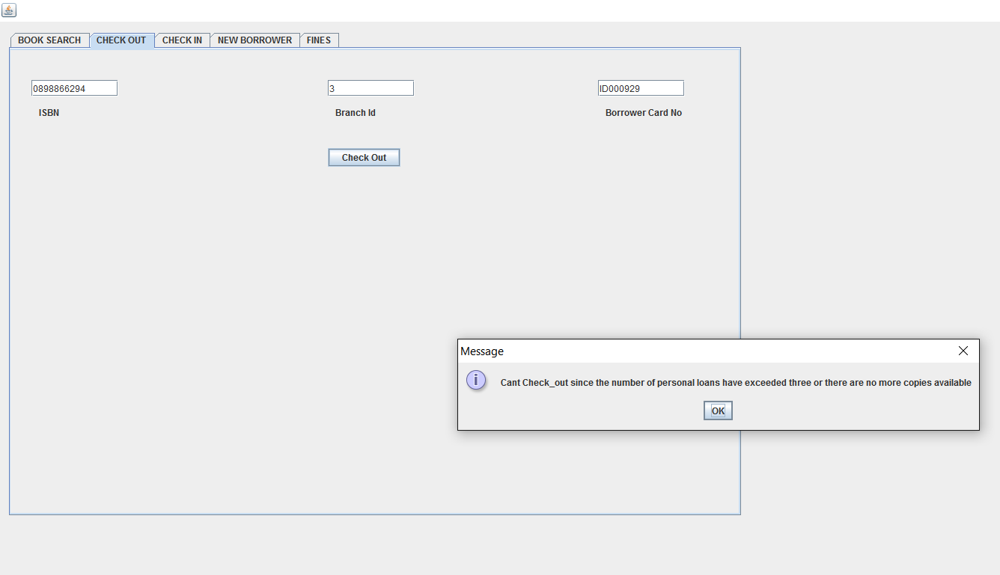 BOOK SEARCH CHECK OUT CHECK IN NEW BORROWER FINES
0898866294 3 ID000929
ISBN Branch Id Borrower Card No
Check Out
Message
Cant Check_out since the number of personal loans have exceeded three or there are no more copies available
OK